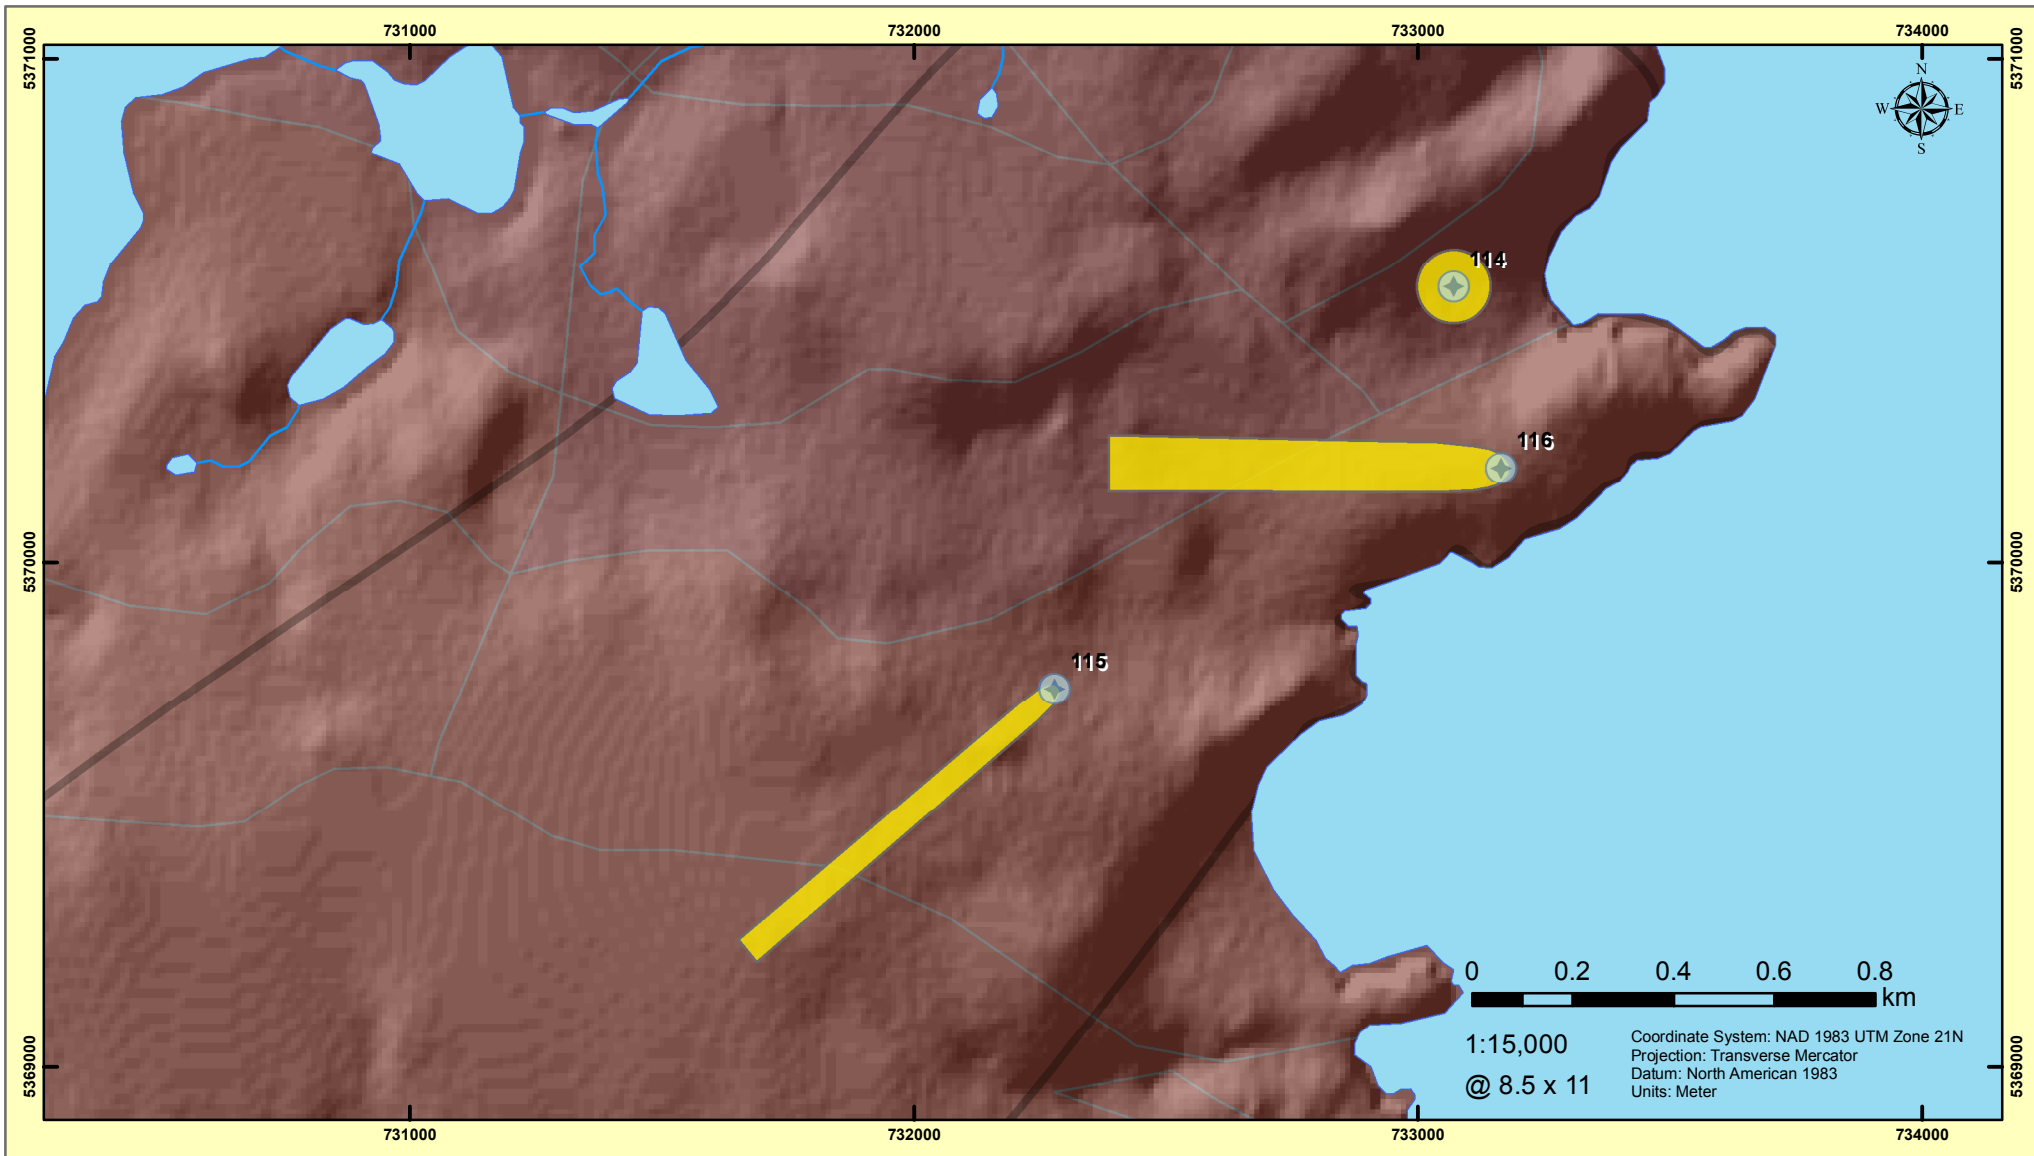 731000 732000 733000 734000
5371000 5371000
N
W E
S
114
116
5370000 5370000
115
0 0.2 0.4 0.6 0.8
km
1:15,000
@ 8.5 x 11
Coordinate System: NAD 1983 UTM Zone 21N
Projection: Transverse Mercator
Datum: North American 1983
Units: Meter
5369000 5369000
731000 732000 733000 734000